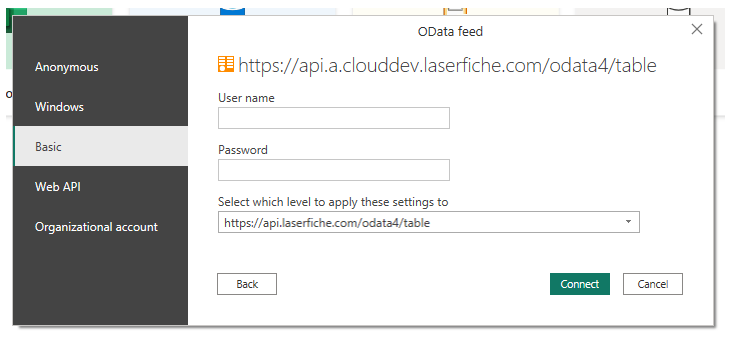 OData feed
Anonymous
Windows
Basic
Web API
Organizational account
https://api.a.clouddev.laserfiche.com/odata4/table
User name
Password
Select which level to apply these settings to
https://api.laserfiche.com/odata4/table
Back
Connect
Cancel